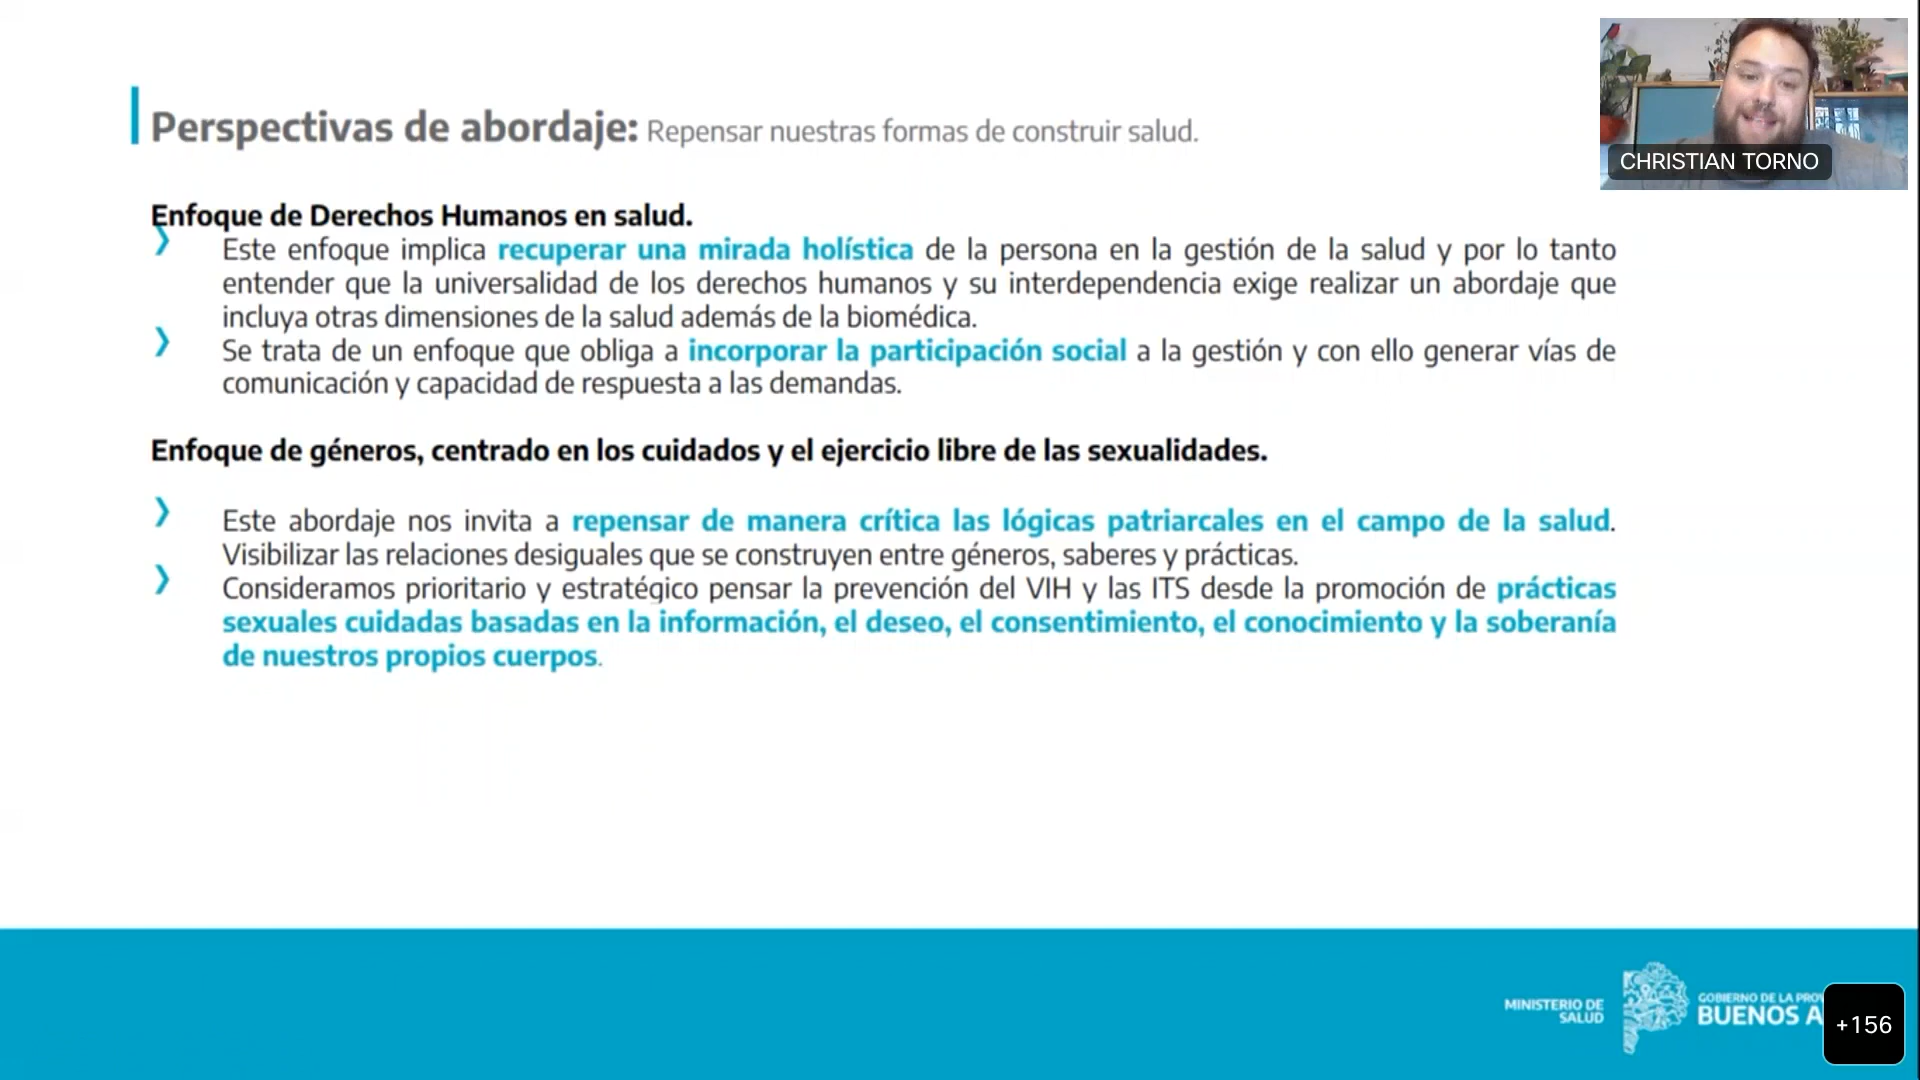 Perspectivas de abordaje: Repensar nuestras formas de construir salud.
CHRISTIAN TORNO
Enfoque de Derechos Humanos en salud.
Este enfoque implica recuperar una mirada holística de la persona en la gestión de la salud y por lo tanto
entender que la universalidad de los derechos humanos y su interdependencia exige realizar un abordaje que
incluya otras dimensiones de la salud además de la biomédica.
Se trata de un enfoque que obliga a incorporar la participación social a la gestión y con ello generar vías de
comunicación y capacidad de respuesta a las demandas.
Enfoque de géneros, centrado en los cuidados y el ejercicio libre de las sexualidades.
Este abordaje nos invita a repensar de manera crítica las lógicas patriarcales en el campo de la salud.
Visibilizar las relaciones desiguales que se construyen entre géneros, saberes y prácticas.
Consideramos prioritario y estratégico pensar la prevención del VIH y las ITS desde la promoción de prácticas
sexuales cuidadas basadas en la información, el deseo, el consentimiento, el conocimiento y la soberanía
de nuestros propios cuerpos.
MINISTERIO DE
SALUD
GOBIERNO DE LA PRO
BUENOS A
+156